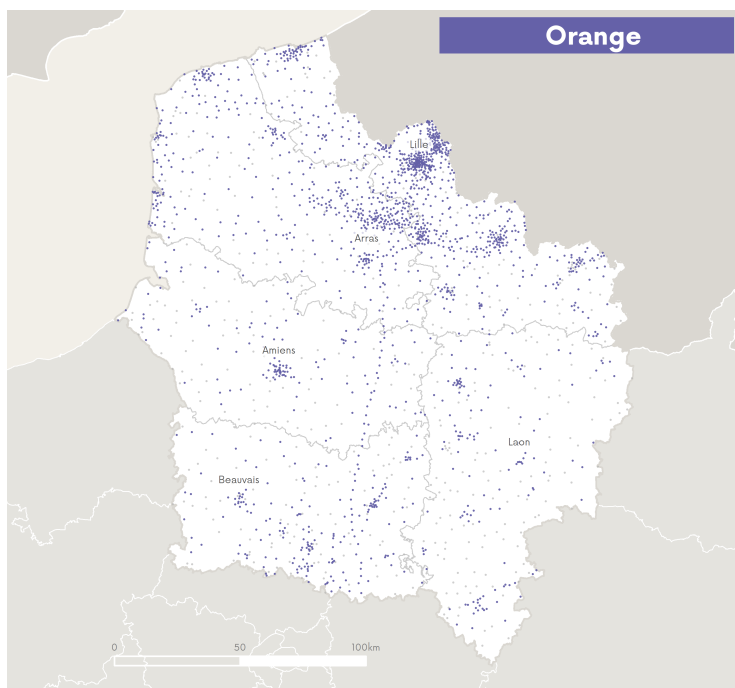 Orange
Lille
Arras
Amiens
Laon
Beauvais
0 50 100km